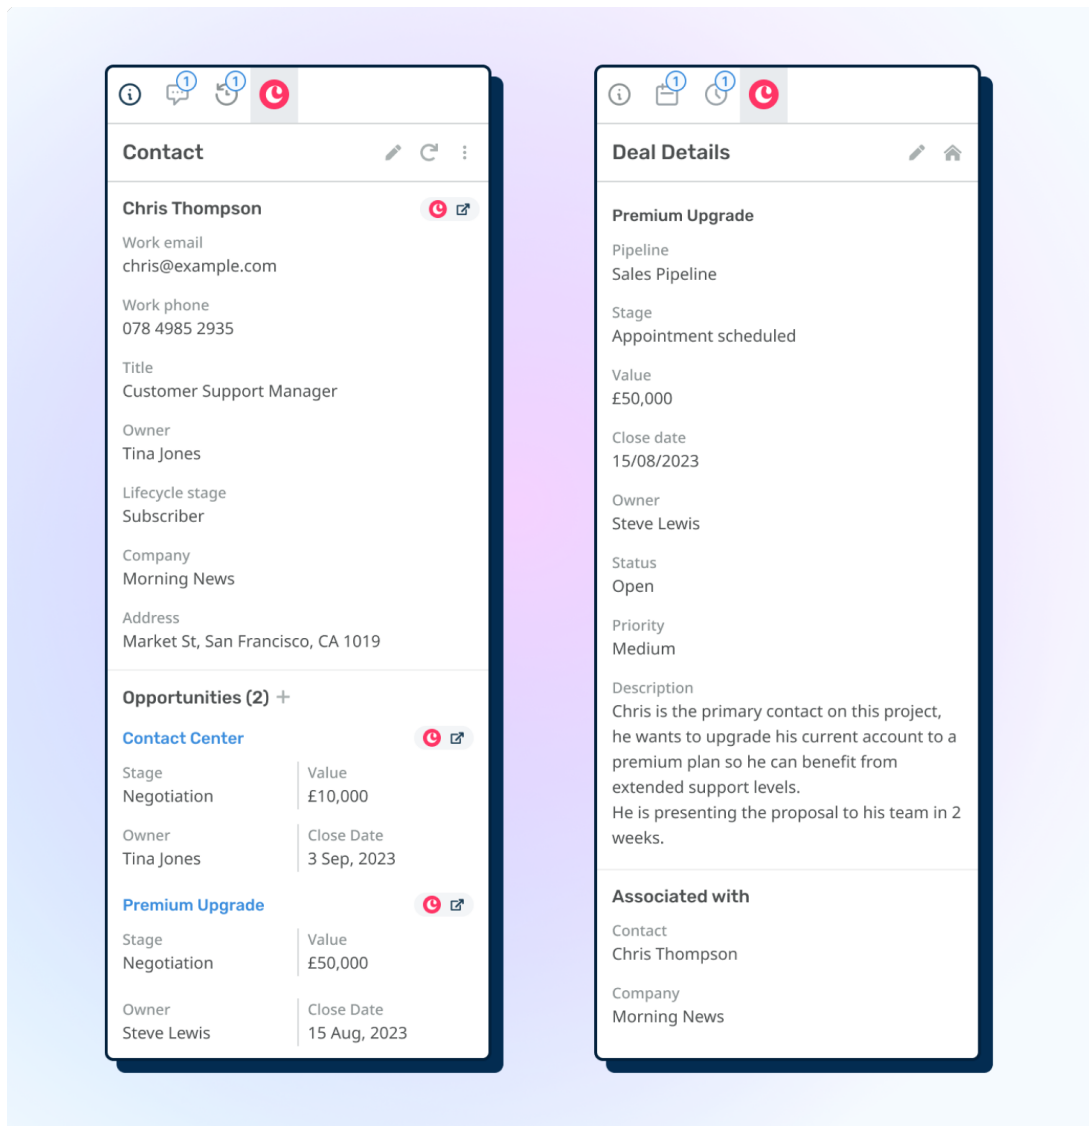 1
1
Contact
Chris Thompson
Work email
chris@example.com
Work phone
078 4985 2935
Title
Customer Support Manager
Owner
Tina Jones
Lifecycle stage
Subscriber
Company
Morning News
Address
Market St, San Francisco, CA 1019
Opportunities (2) +
Contact Center
Stage
Negotiation
Value
£10,000
Owner
Tina Jones
Close Date
3 Sep, 2023
Premium Upgrade
Stage
Negotiation
Value
£50,000
Owner
Steve Lewis
Close Date
15 Aug, 2023
1
1
Deal Details
Premium Upgrade
Pipeline
Sales Pipeline
Stage
Appointment scheduled
Value
£50,000
Close date
15/08/2023
Owner
Steve Lewis
Status
Open
Priority
Medium
Description
Chris is the primary contact on this project,
he wants to upgrade his current account to a
premium plan so he can benefit from
extended support levels.
He is presenting the proposal to his team in 2
weeks.
Associated with
Contact
Chris Thompson
Company
Morning News